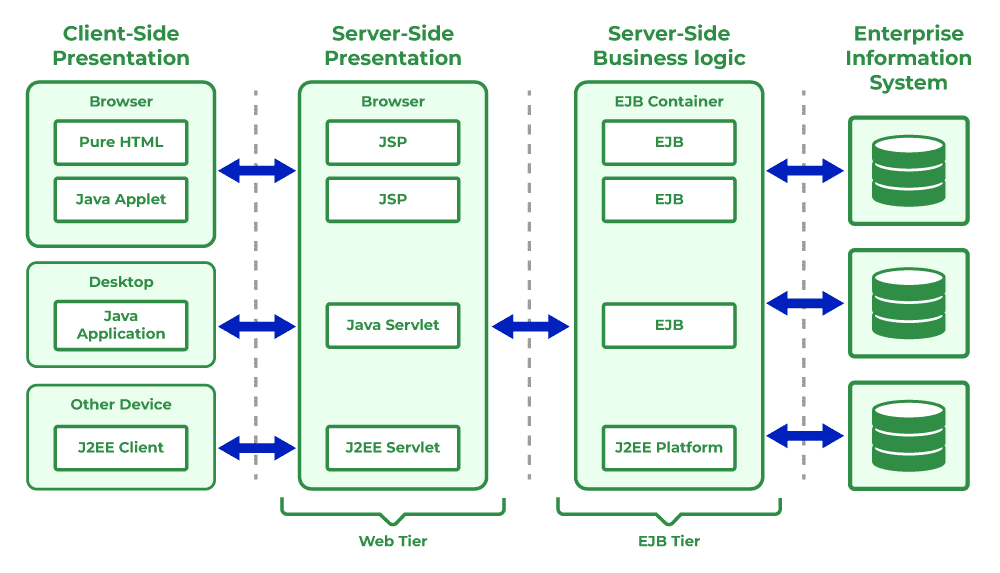 Client-Side
Presentation
Server-Side
Presentation
Server-Side
Business logic
Enterprise
Information
System
Browser
Pure HTML
Java Applet
Desktop
Java
Application
Other Device
J2EE Client
Browser
JSP
JSP
Java Servlet
J2EE Servlet
Web Tier
EJB Container
EJB
EJB
EJB
J2EE Platform
EJB Tier